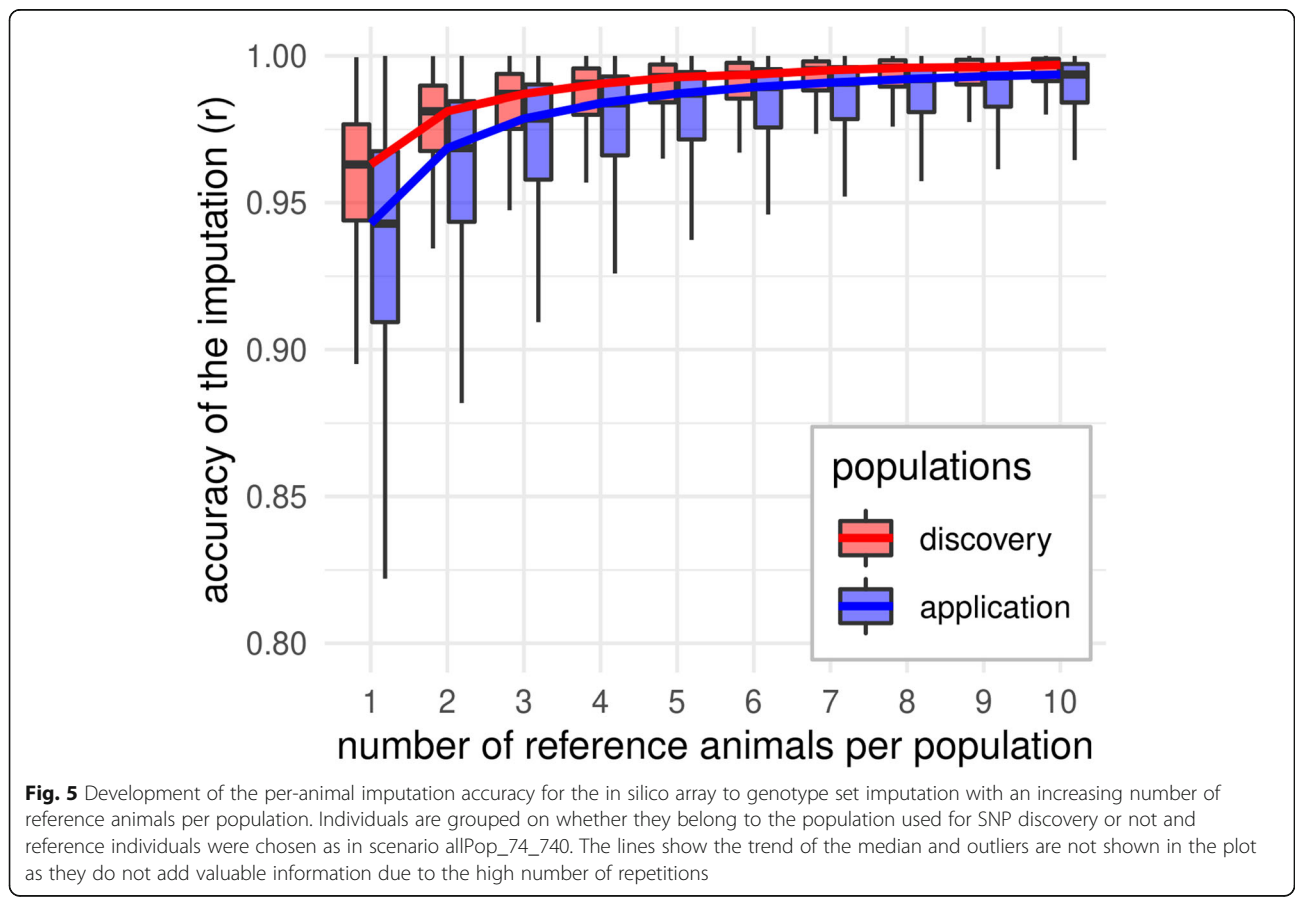 1.00
0.95
0.90
0.85
0.80
accuracy of the imputation (r)
populations
discovery
application
1 2 3 4 5 6 7 8 9 10
number of reference animals per population
Fig. 5 Development of the per-animal imputation accuracy for the in silico array to genotype set imputation with an increasing number of
reference animals per population. Individuals are grouped on whether they belong to the population used for SNP discovery or not and
reference individuals were chosen as in scenario allPop_74_740. The lines show the trend of the median and outliers are not shown in the plot
as they do not add valuable information due to the high number of repetitions